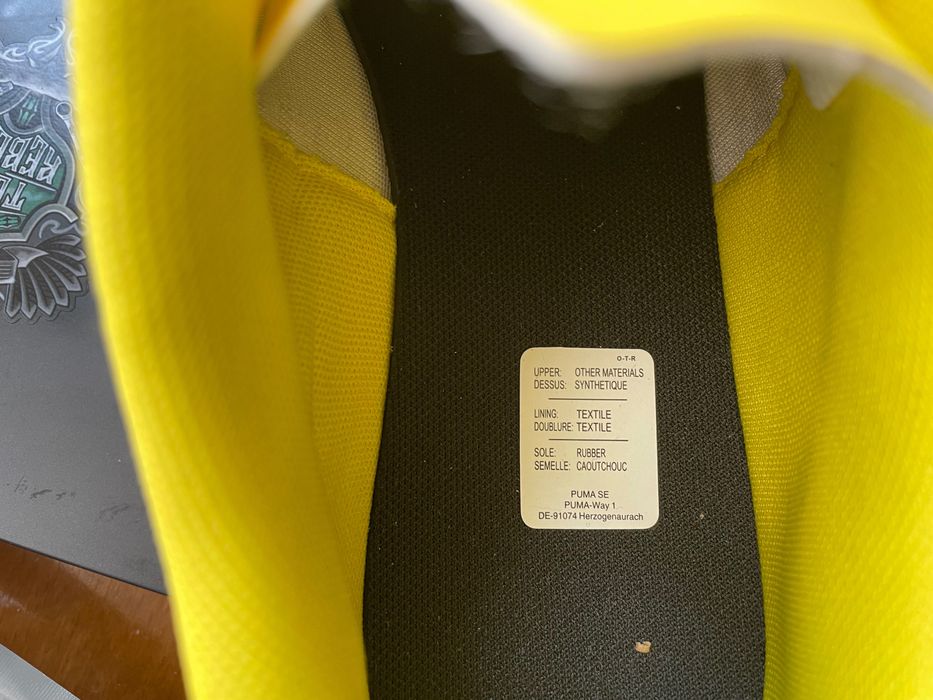 O-T-R
UPPER: OTHER MATERIALS
DESSUS: SYNTHETIQUE
LINING: TEXTILE
DOUBLURE: TEXTILE
SOLE: RUBBER
SEMELLE: CAOUTCHOUC
PUMA SE
PUMA-Way 1
DE-91074 Herzogenaurach